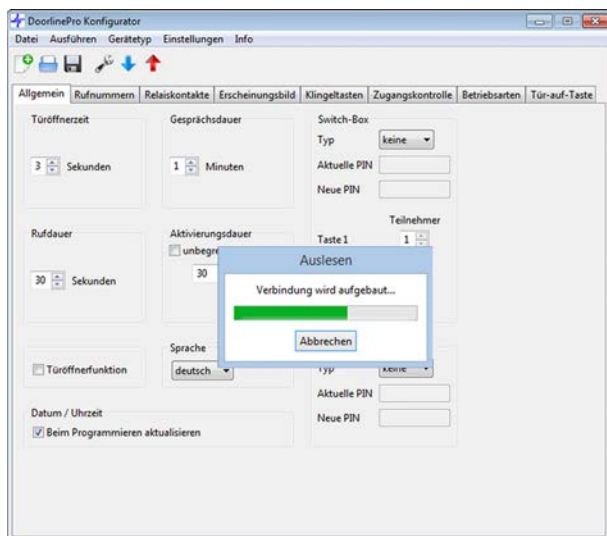 DoorlinePro Konfigurator
Datei Ausführen Gerätetyp Einstellungen Info
Allgemein Rufnummern Relaiskontakte Erscheinungsbild Klingeltasten Zugangskontrolle Betriebsarten Tür-auf-Taste
Türöffnerzeit
3 Sekunden
Gesprächsdauer
1 Minuten
Switch-Box
Typ keine
Aktuelle PIN
Neue PIN
Teilnehmer
Taste 1 1
Rufdauer
30 Sekunden
Aktivierungsdauer
unbegre
30
Auslesen
Verbindung wird aufgebaut...
Abbrechen
Türöffnerfunktion
Sprache
deutsch
Typ keine
Aktuelle PIN
Neue PIN
Datum / Uhrzeit
Beim Programmieren aktualisieren